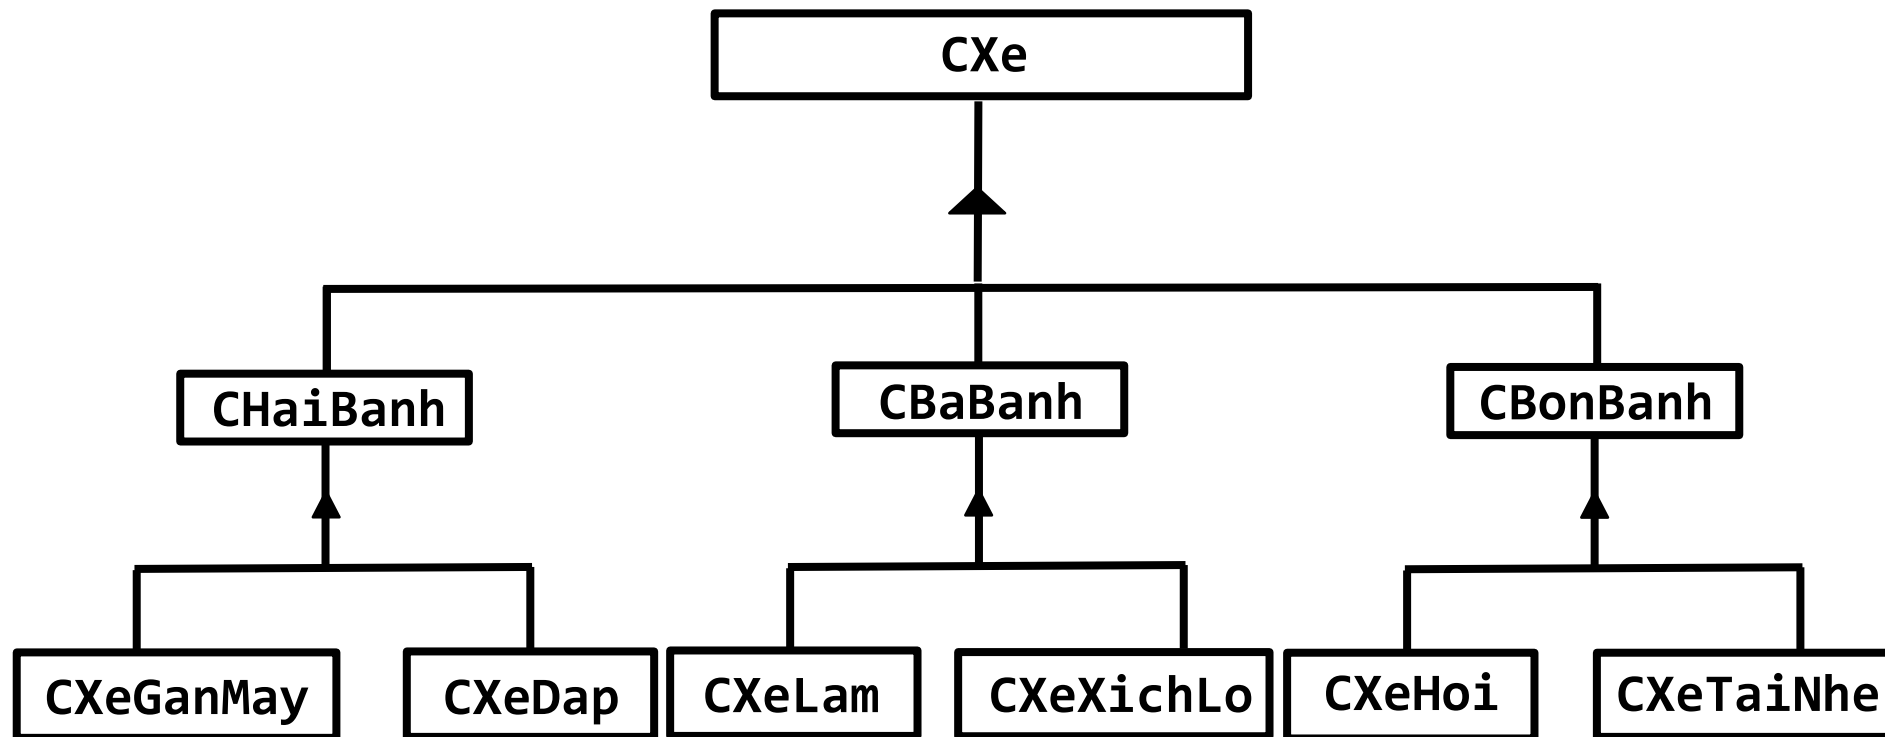 CXe
CHaiBanh
CBaBanh
CBonBanh
CXeGanMay
CXeDap
CXeLam
CXeXichLo
CXeHoi
CXeTaiNhe